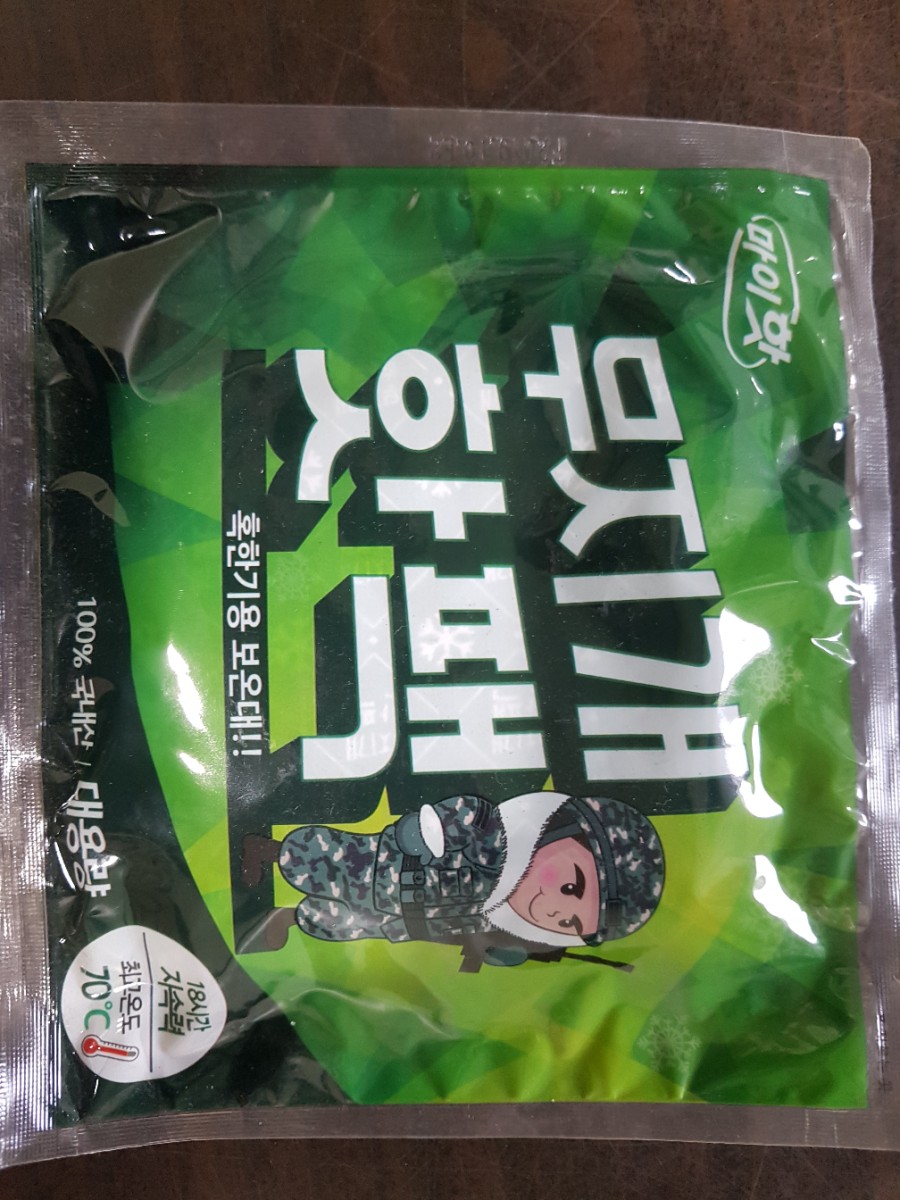 마이핫
무지개
핫팩
혹한기용 보온대!!
100% 국내산 / 대용량
18시간
지속력
최고온도
70℃